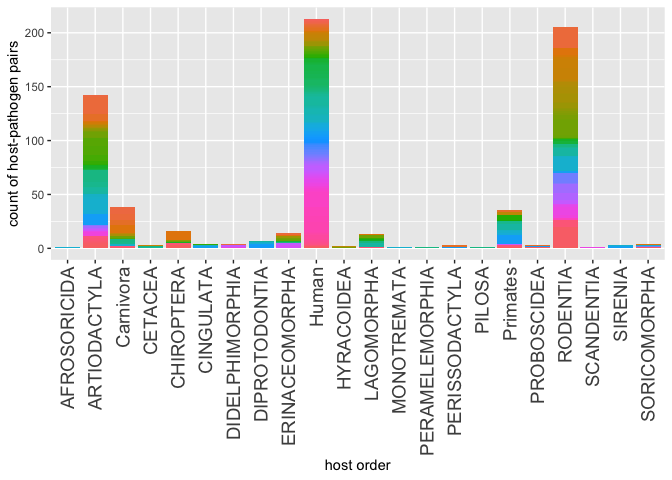 count of host-pathogen pairs
200
150
100
50
0
AFROSORICIDA
ARTIODACTYLA
Carnivora
CETACEA
CHIROPTERA
CINGULATA
DIDELPHIMORPHIA
DIPROTODONTIA
ERINACEOMORPHA
Human
HYRACOIDEA
LAGOMORPHA
MONOTREMATA
PERAMELEMORPHIA
PERISSODACTYLA
PILOSA
Primates
PROBOSCIDEA
RODENTIA
SCANDENTIA
SIRENIA
SORICOMORPHA
host order